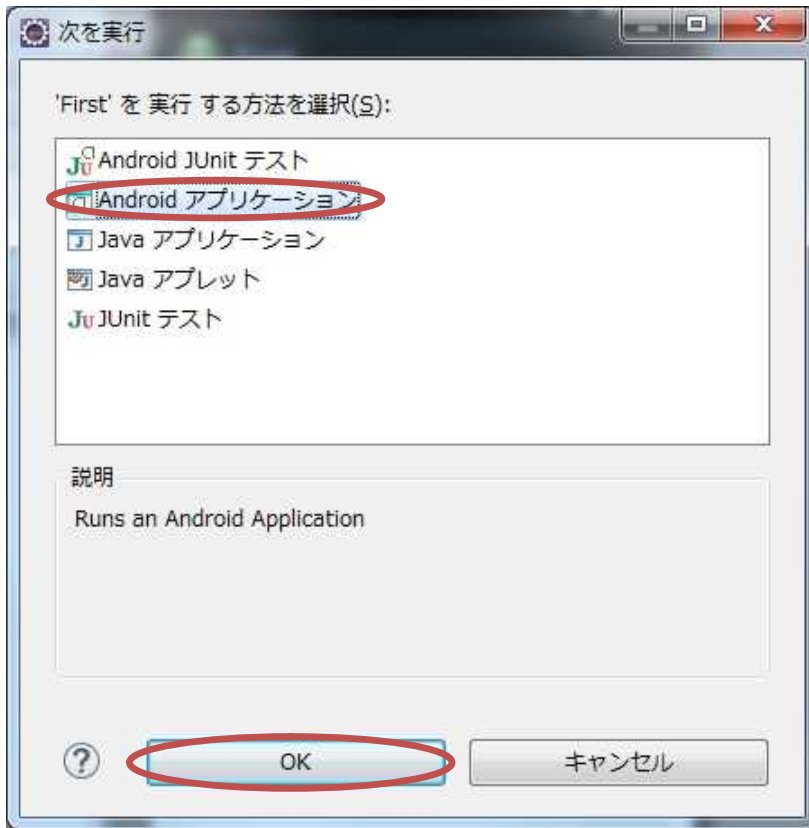 次を実行
'First' を 実行 する方法を選択(S):
Android JUnit テスト
Android アプリケーション
Java アプリケーション
Java アプレット
JUnit テスト
説明
Runs an Android Application
OK
キャンセル